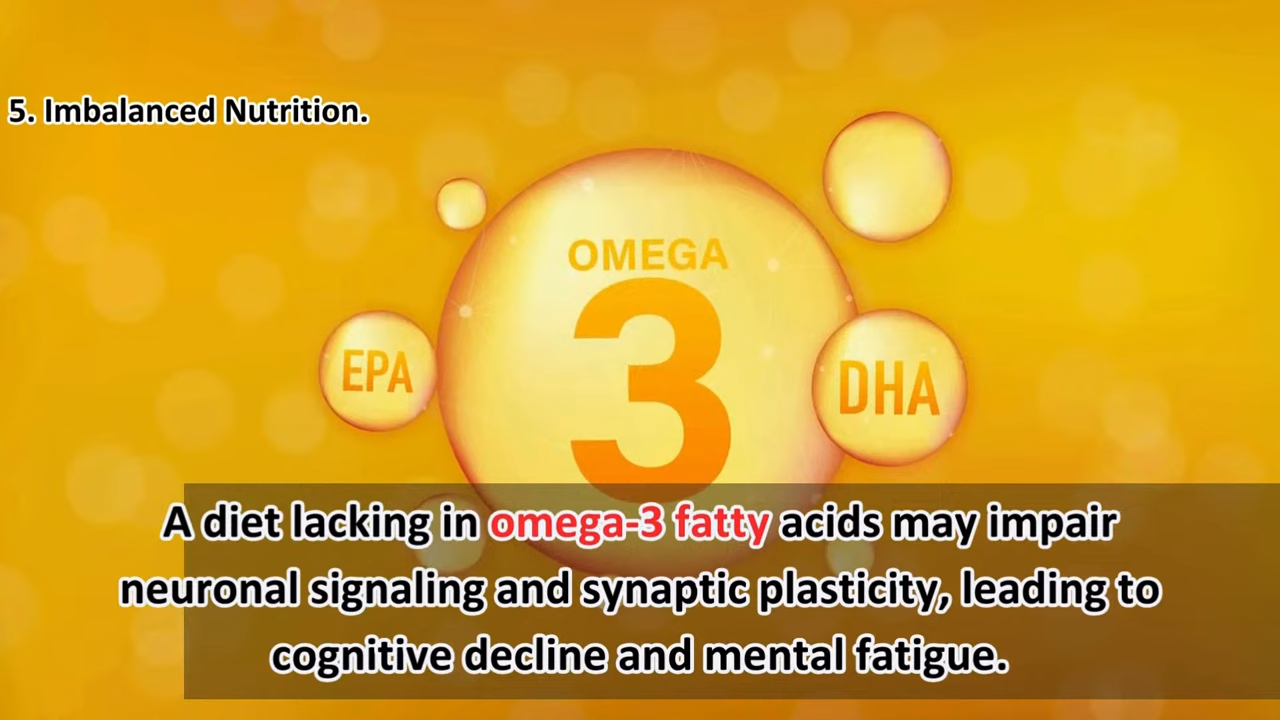 5. Imbalanced Nutrition.
OMEGA
3
EPA
DHA
A diet lacking in omega-3 fatty acids may impair
neuronal signaling and synaptic plasticity, leading to
cognitive decline and mental fatigue.